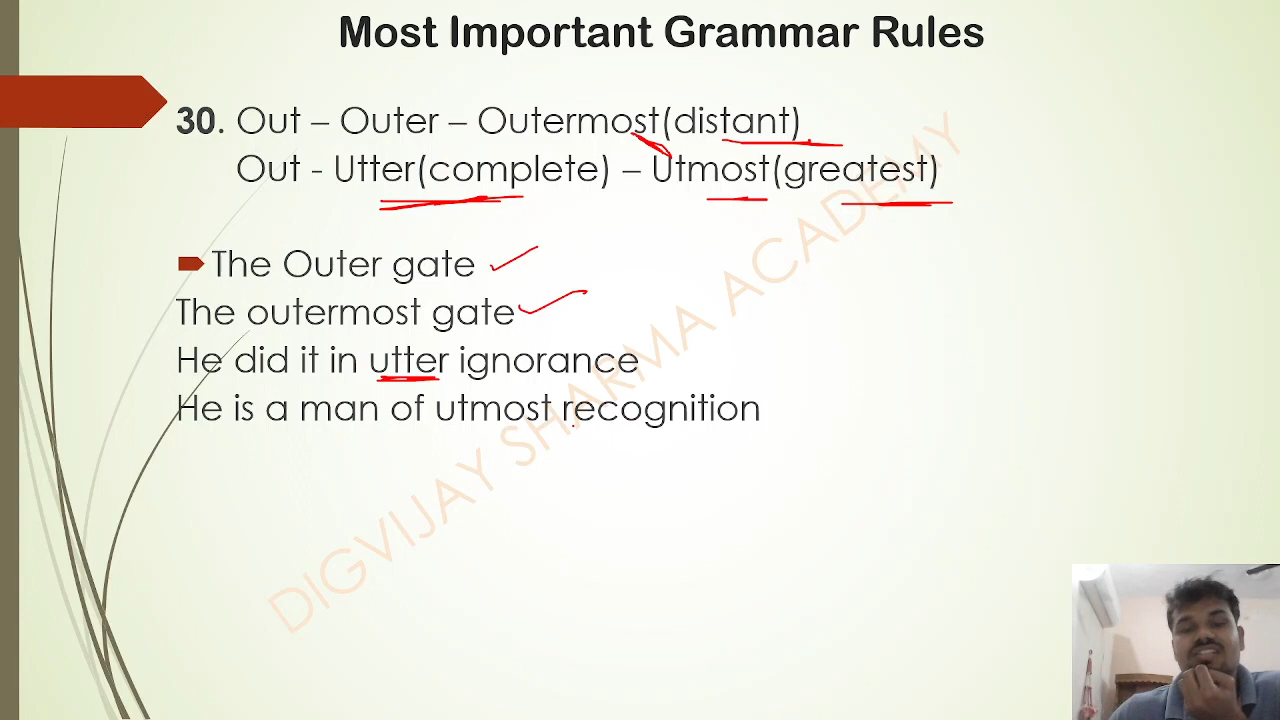 Most Important Grammar Rules
30. Out – Outer – Outermost(distant)
Out - Utter(complete) – Utmost(greatest)
The Outer gate
The outermost gate
He did it in utter ignorance
He is a man of utmost recognition
DIGVIJAY SHARMA ACADEMY